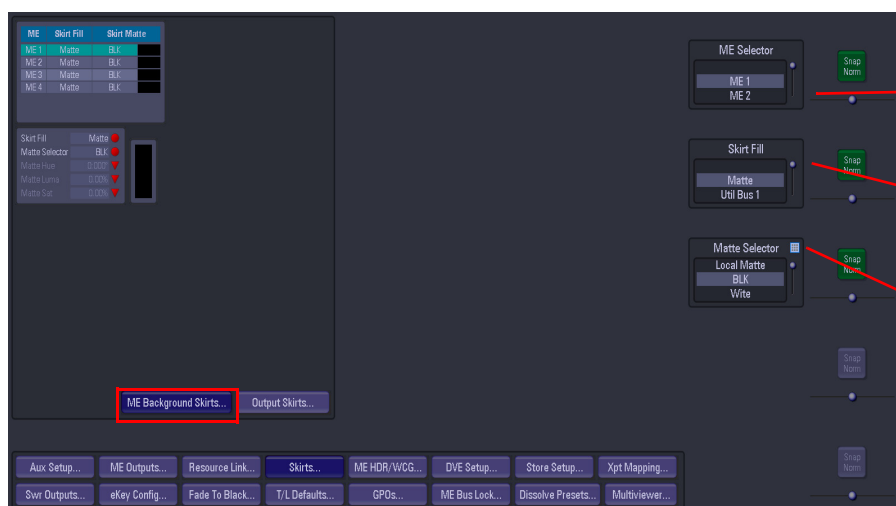 ME Skirt Fill Skirt Matte
ME 1 Matte BLK
ME 2 Matte BLK
ME 3 Matte BLK
ME 4 Matte BLK
Skirt Fill Matte
Matte Selector BLK
Matte Hue 0.000°
Matte Luma 0.00%
Matte Sat 0.00%
ME Background Skirts... Output Skirts...
ME Selector
ME 1
ME 2
Snap Norm
Skirt Fill
Matte
Util Bus 1
Snap Norm
Matte Selector
Local Matte
BLK
Wite
Snap Norm
Snap Norm
Snap Norm
Aux Setup... ME Outputs... Resource Link... Skirts... ME HDR/WCG... DVE Setup... Store Setup... Xpt Mapping...
Swr Outputs... eKey Config... Fade To Black... T/L Defaults... GPOs... ME Bus Lock... Dissolve Presets... Multiviewer...